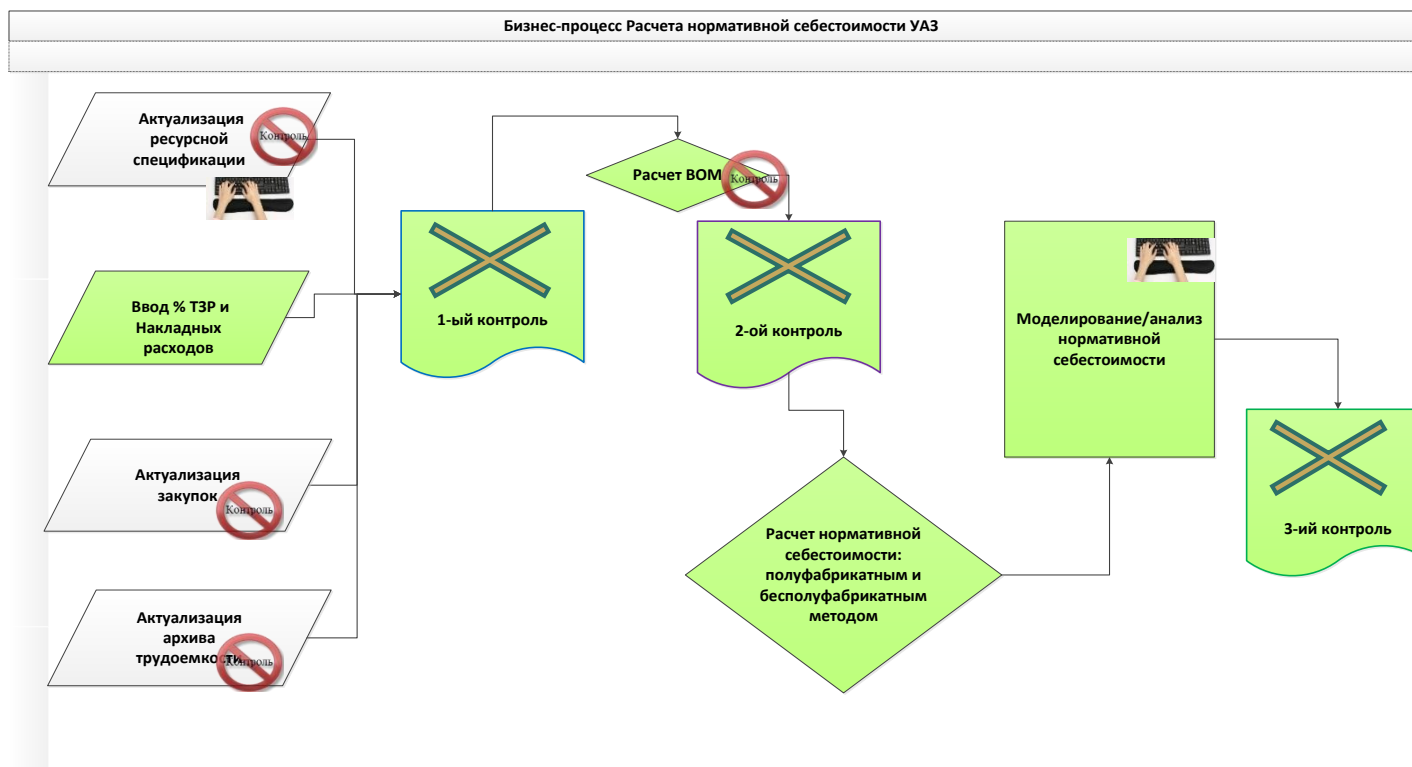 Бизнес-процесс Расчета нормативной себестоимости УАЗ
Актуализация
ресурсной
спецификации
Контроль
Ввод % ТЗР и
Накладных
расходов
Актуализация
закупок
Контроль
Актуализация
архива
трудоемкости
Контроль
1-ый контроль
Расчет BOM
Контроль
2-ой контроль
Расчет нормативной
себестоимости:
полуфабрикатным и
бесполуфабрикатным
методом
Моделирование/анализ
нормативной
себестоимости
3-ий контроль